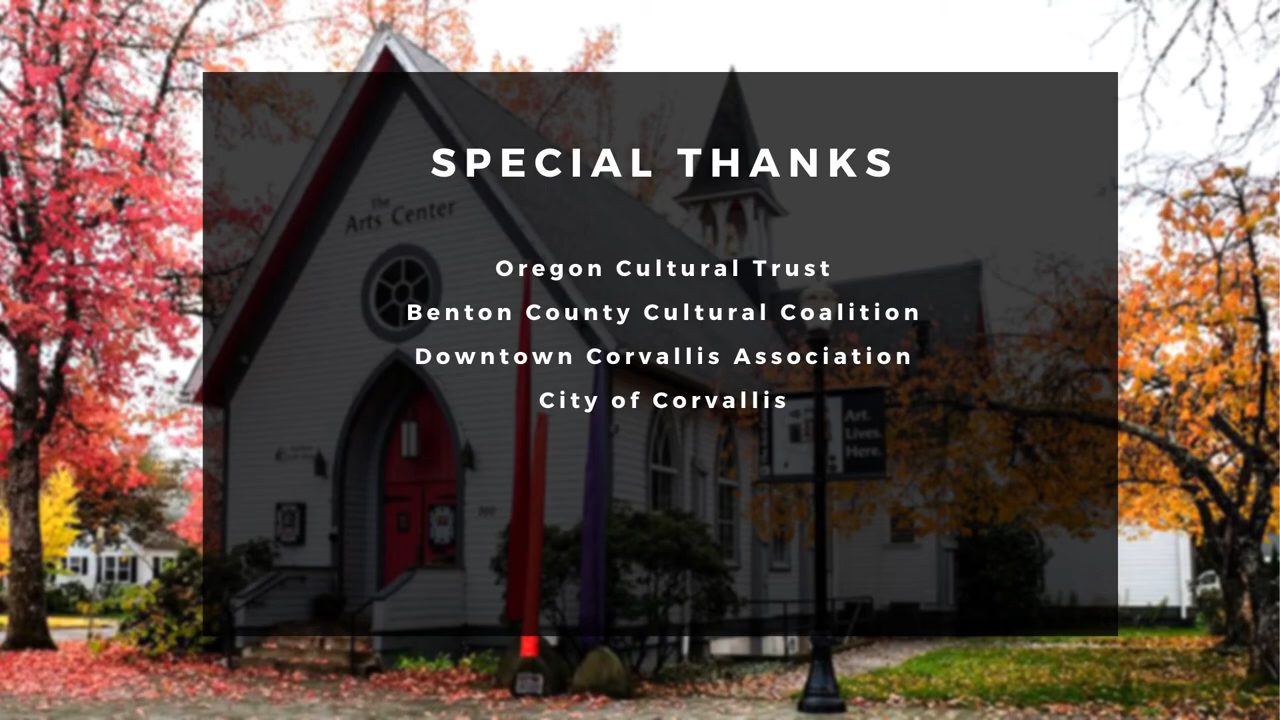 SPECIAL THANKS
The
Arts Center
Oregon Cultural Trust
Benton County Cultural Coalition
Downtown Corvallis Association
City of Corvallis
Art.
Lives.
Here.